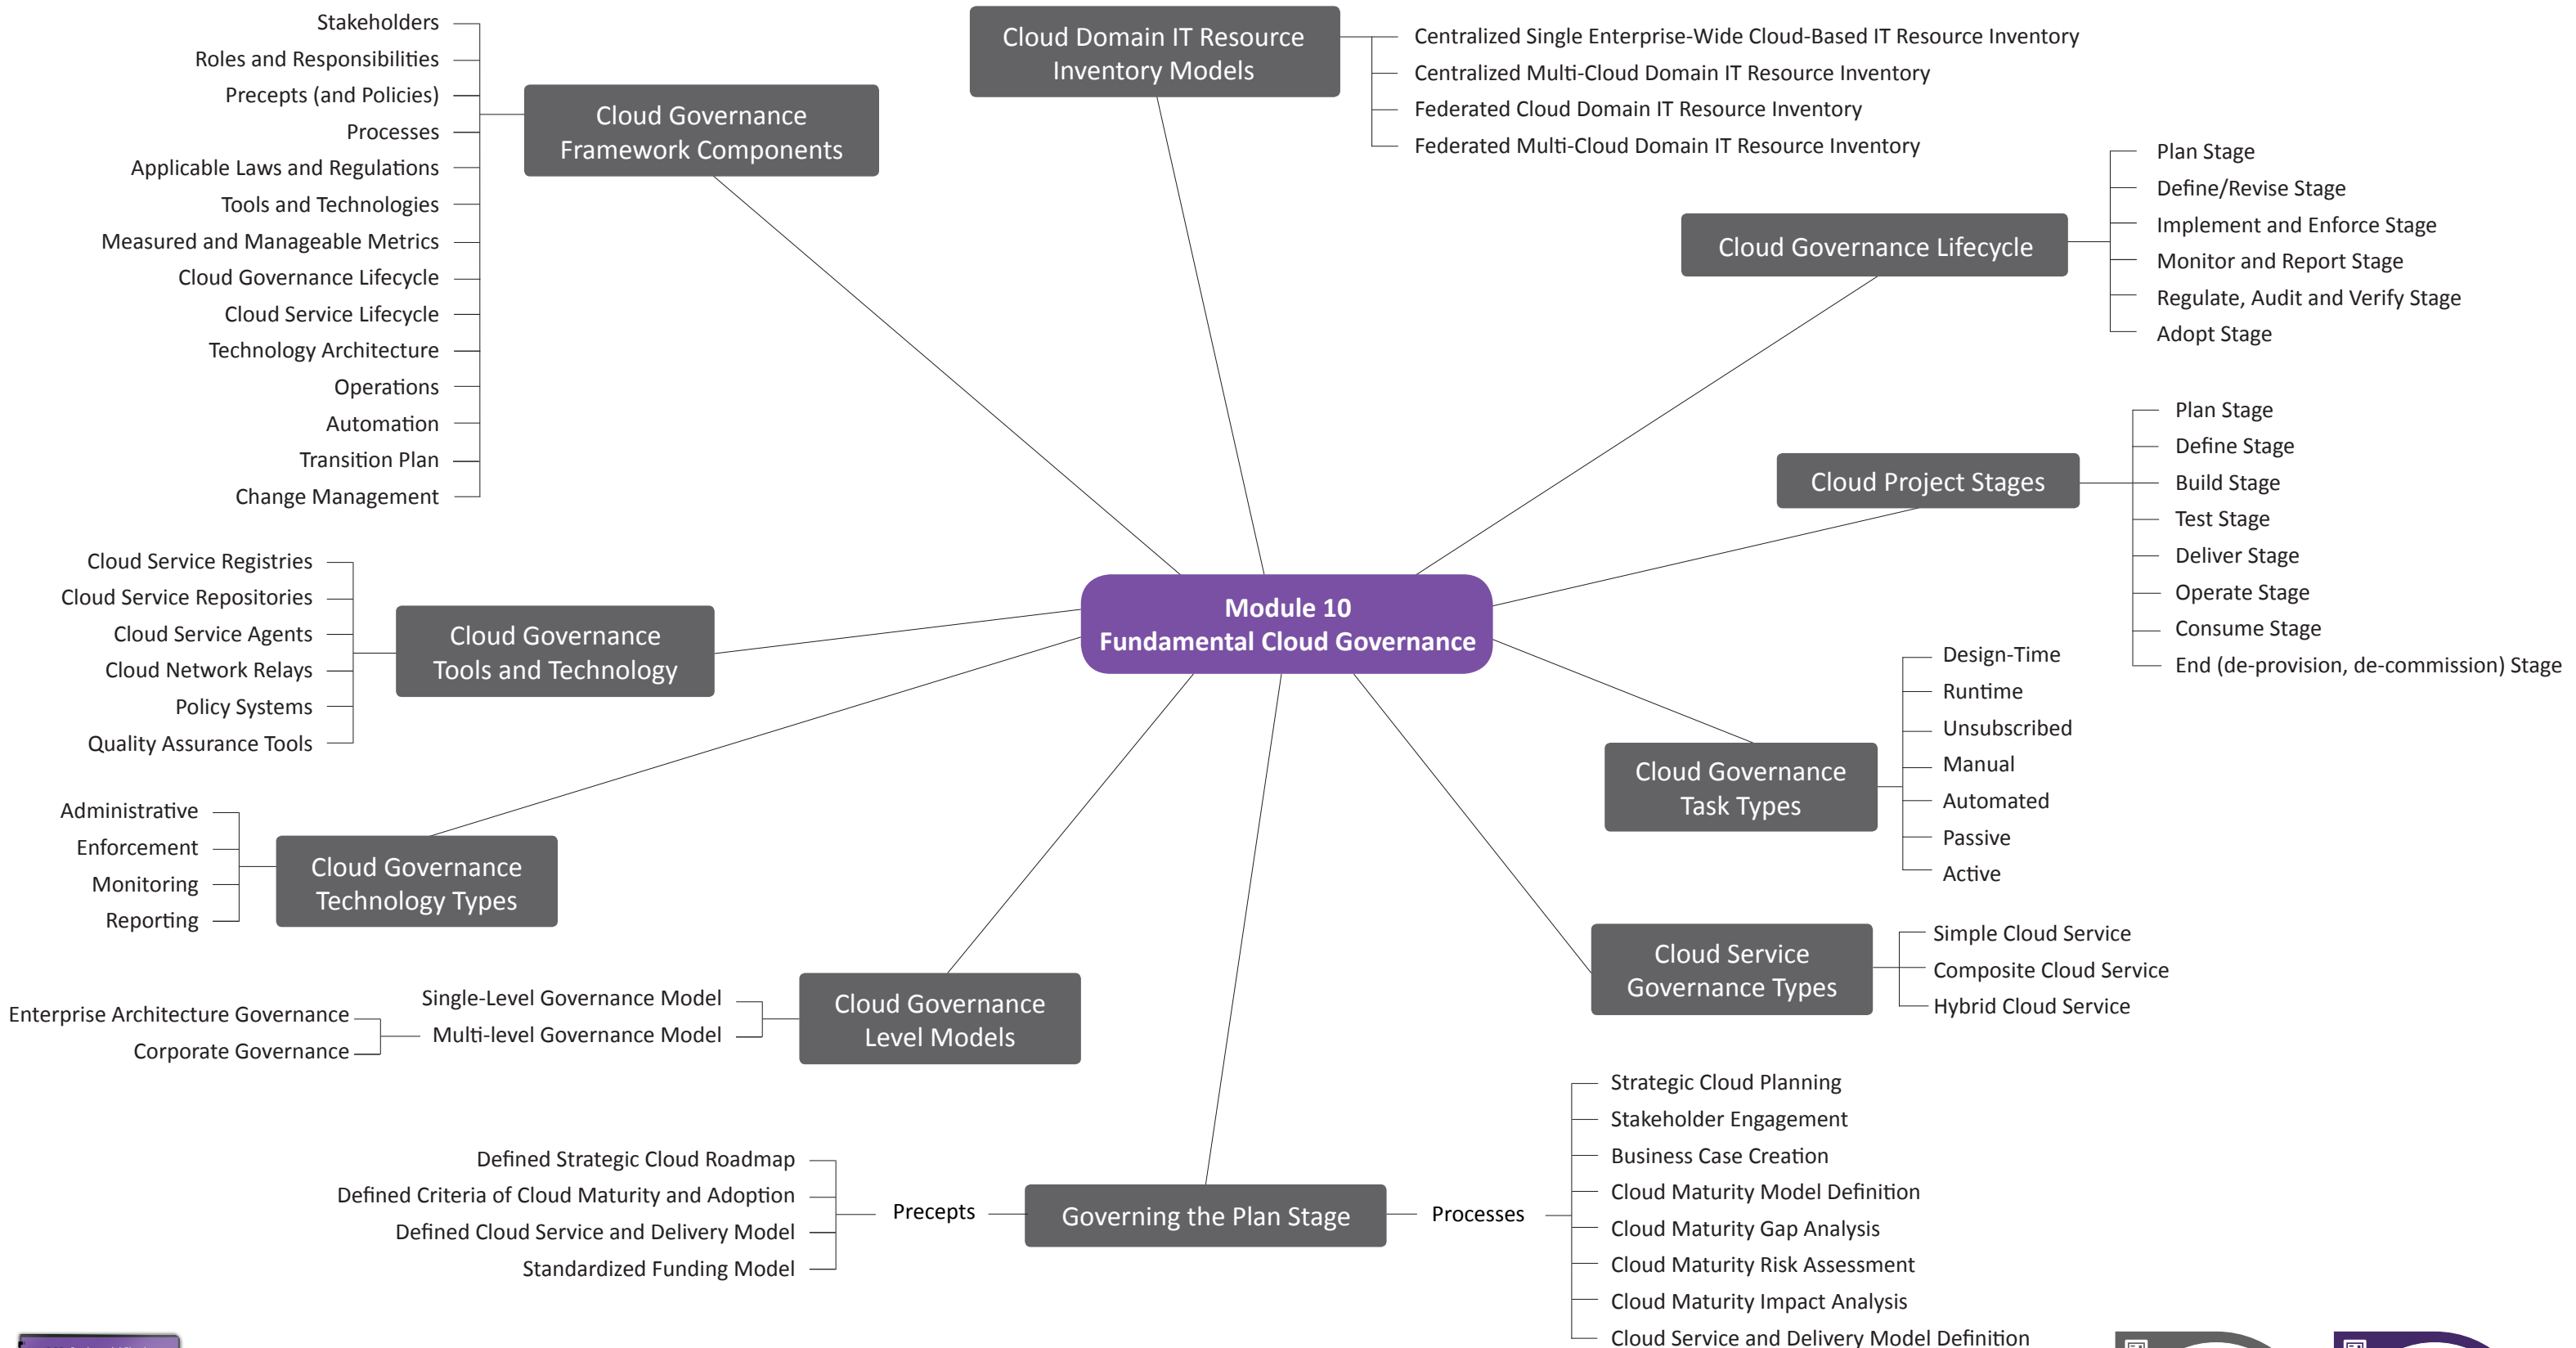 Stakeholders
Roles and Responsibilities
Precepts (and Policies)
Processes
Applicable Laws and Regulations
Tools and Technologies
Measured and Manageable Metrics
Cloud Governance Lifecycle
Cloud Service Lifecycle
Technology Architecture
Operations
Automation
Transition Plan
Change Management
Cloud Governance
Framework Components
Cloud Domain IT Resource
Inventory Models
Centralized Single Enterprise-Wide Cloud-Based IT Resource Inventory
Centralized Multi-Cloud Domain IT Resource Inventory
Federated Cloud Domain IT Resource Inventory
Federated Multi-Cloud Domain IT Resource Inventory
Cloud Governance Lifecycle
Plan Stage
Define/Revise Stage
Implement and Enforce Stage
Monitor and Report Stage
Regulate, Audit and Verify Stage
Adopt Stage
Cloud Project Stages
Plan Stage
Define Stage
Build Stage
Test Stage
Deliver Stage
Operate Stage
Consume Stage
End (de-provision, de-commission) Stage
Module 10
Fundamental Cloud Governance
Cloud Service Registries
Cloud Service Repositories
Cloud Service Agents
Cloud Network Relays
Policy Systems
Quality Assurance Tools
Cloud Governance
Tools and Technology
Cloud Governance
Task Types
Design-Time
Runtime
Unsubscribed
Manual
Automated
Passive
Active
Administrative
Enforcement
Monitoring
Reporting
Cloud Governance
Technology Types
Cloud Service
Governance Types
Simple Cloud Service
Composite Cloud Service
Hybrid Cloud Service
Enterprise Architecture Governance
Corporate Governance
Single-Level Governance Model
Multi-level Governance Model
Cloud Governance
Level Models
Defined Strategic Cloud Roadmap
Defined Criteria of Cloud Maturity and Adoption
Defined Cloud Service and Delivery Model
Standardized Funding Model
Precepts
Governing the Plan Stage
Processes
Strategic Cloud Planning
Stakeholder Engagement
Business Case Creation
Cloud Maturity Model Definition
Cloud Maturity Gap Analysis
Cloud Maturity Risk Assessment
Cloud Maturity Impact Analysis
Cloud Service and Delivery Model Definition